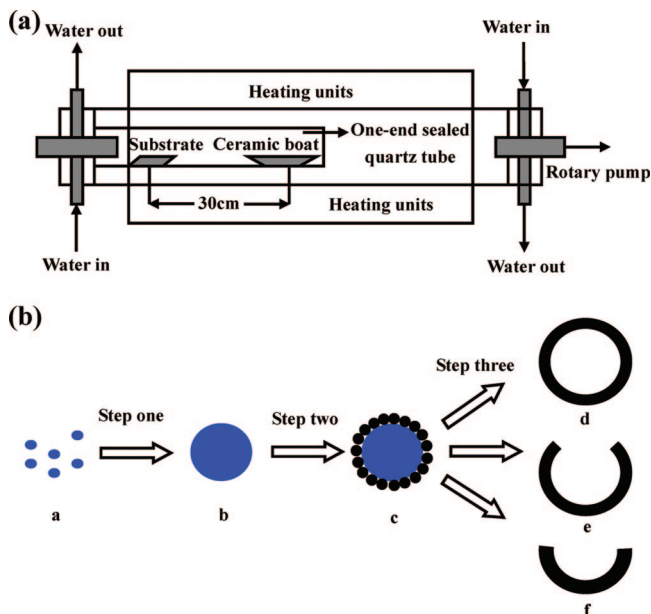 (a)
Water out
Water in
Heating units
Substrate Ceramic boat
One-end sealed
quartz tube
Rotary pump
30cm
Heating units
Water in
Water out
(b)
Step one
Step two
Step three
a
b
c
d
e
f